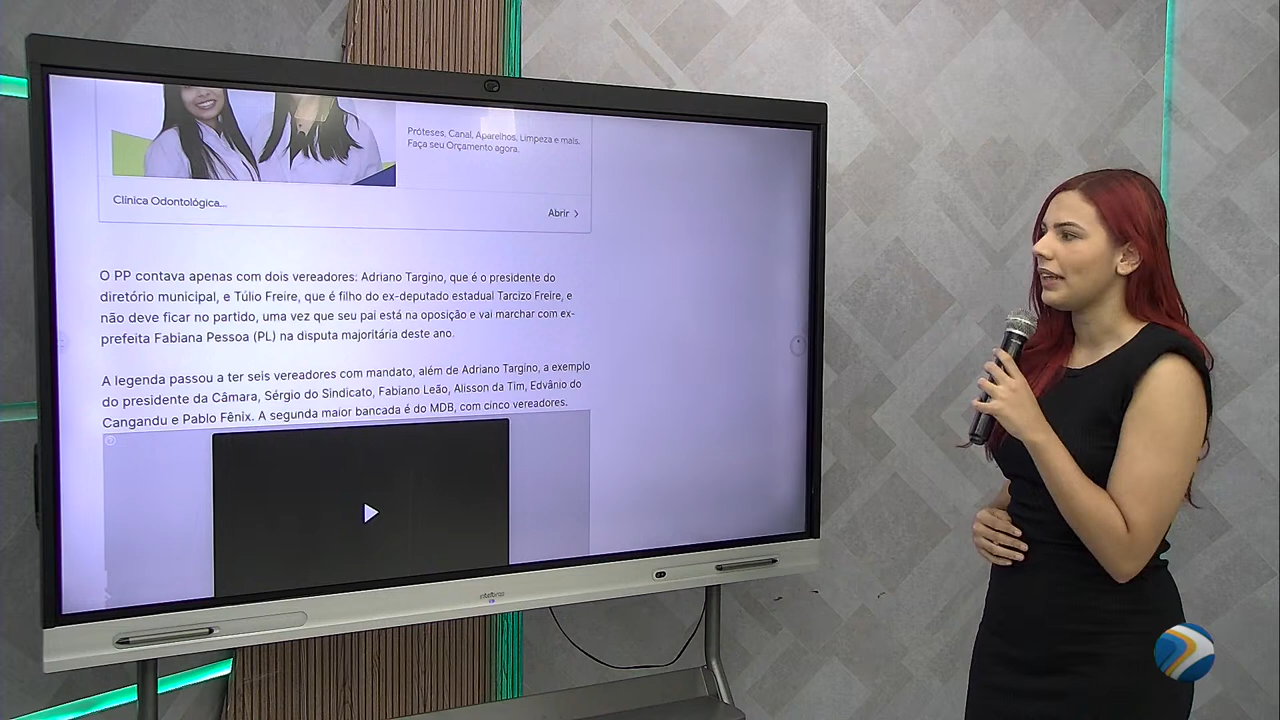 Próteses, Canal, Aparelhos, Limpeza e mais.
Faça seu Orçamento agora.
Clínica Odontológica...
Abrir
O PP contava apenas com dois vereadores: Adriano Targino, que é o presidente do
diretório municipal, e Túlio Freire, que é filho do ex-deputado estadual Tarcizo Freire, e
não deve ficar no partido, uma vez que seu pai está na oposição e vai marchar com ex-
prefeita Fabiana Pessoa (PL) na disputa majoritária deste ano.
A legenda passou a ter seis vereadores com mandato, além de Adriano Targino, a exemplo
do presidente da Câmara, Sérgio do Sindicato, Fabiano Leão, Alisson da Tim, Edvânio do
Cangandu e Pablo Fênix. A segunda maior bancada é do MDB, com cinco vereadores.
intelbras